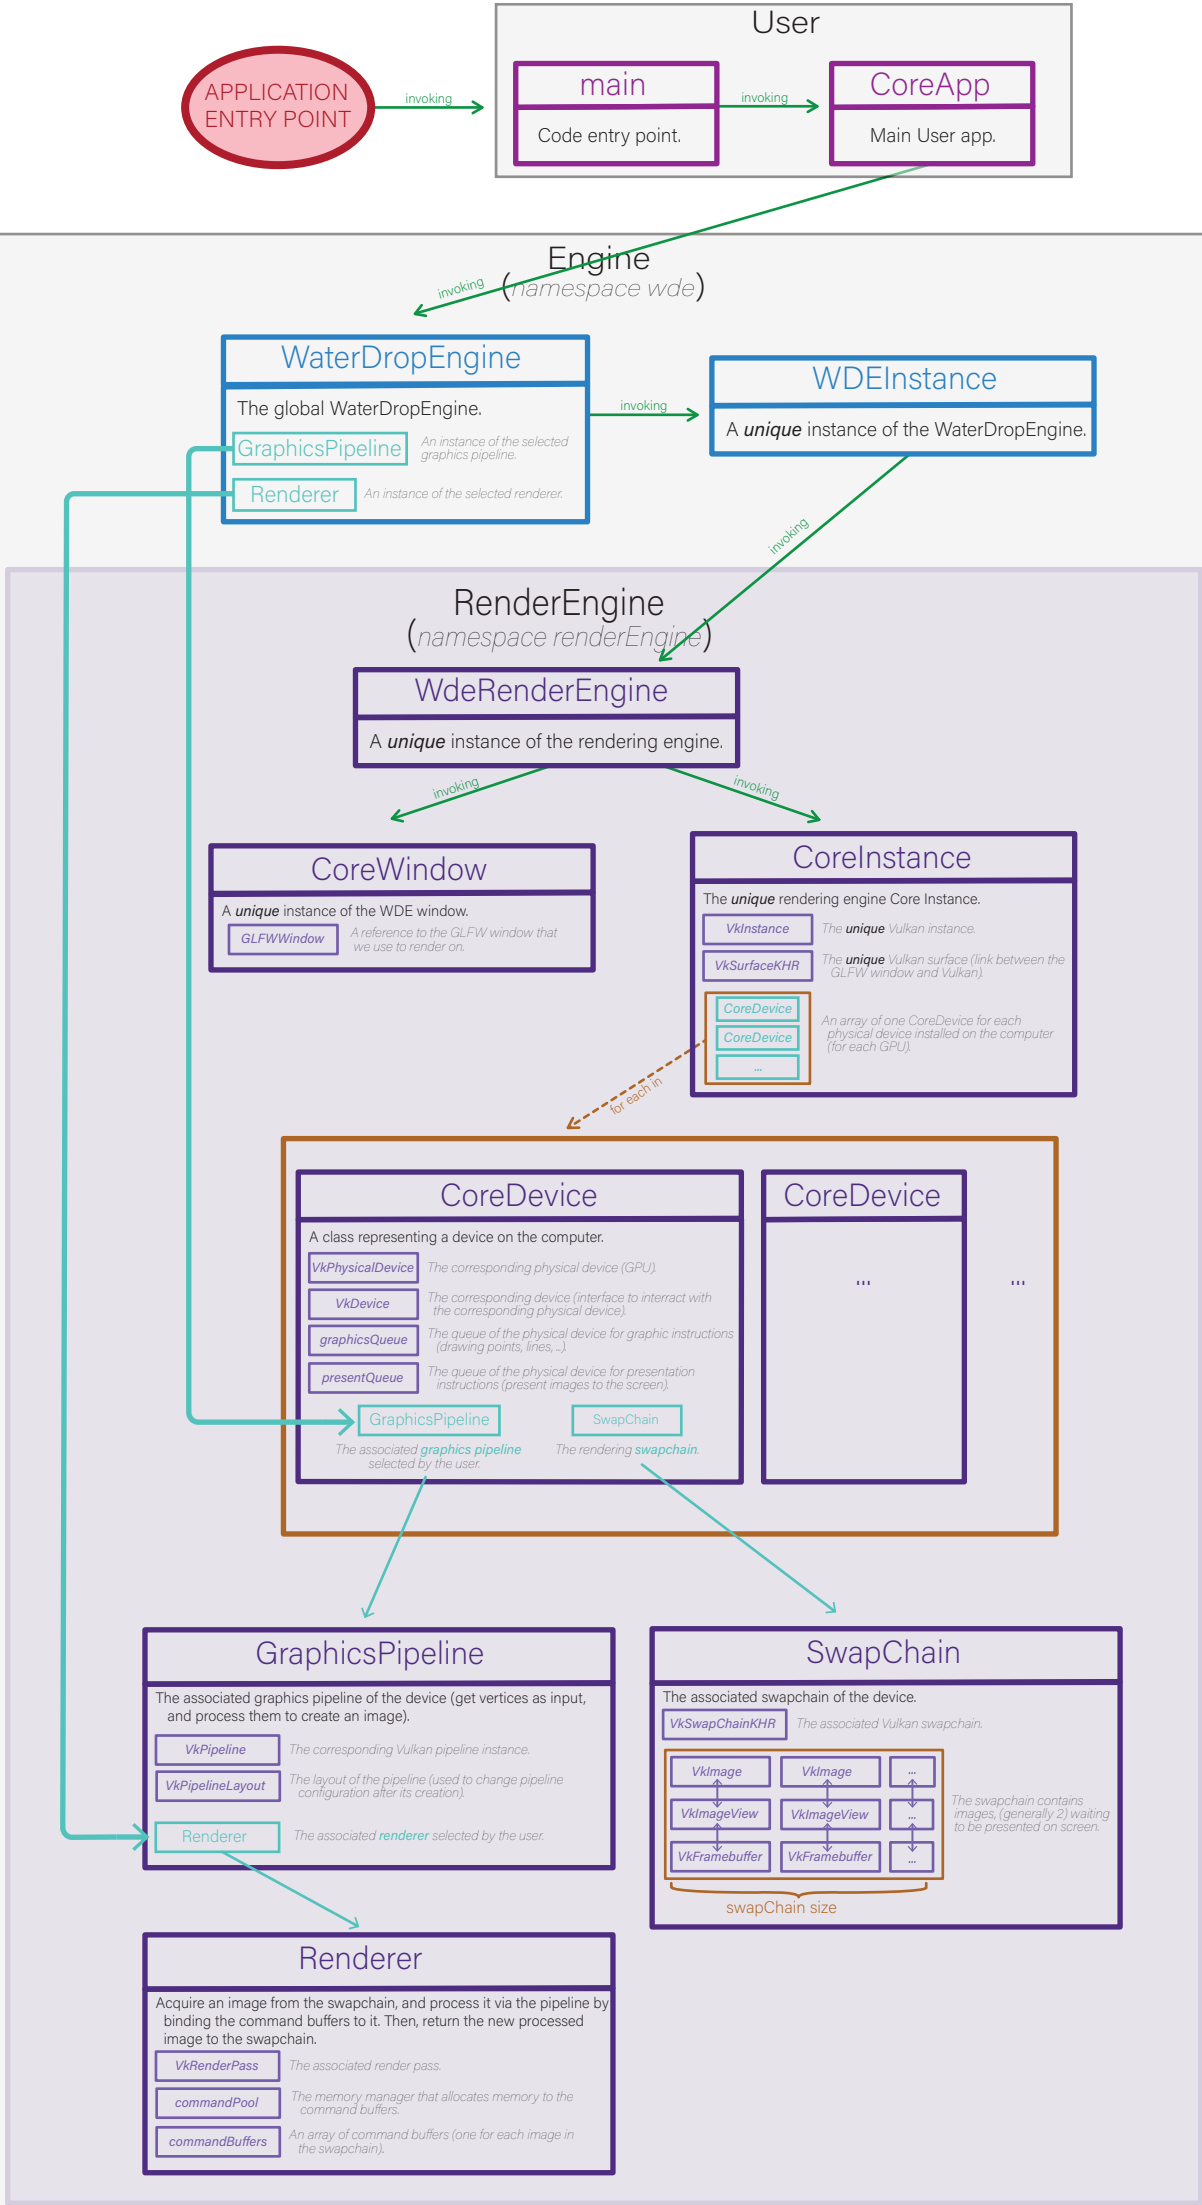 User
APPLICATION
ENTRY POINT
invoking
main
Code entry point.
invoking
CoreApp
Main User app.
Engine
(namespace wde)
invoking
WaterDropEngine
The global WaterDropEngine.
GraphicsPipeline
An instance of the selected
graphics pipeline.
Renderer
An instance of the selected renderer.
invoking
WDEInstance
A unique instance of the WaterDropEngine.
invoking
RenderEngine
(namespace renderEngine)
WdeRenderEngine
A unique instance of the rendering engine.
invoking
invoking
CoreWindow
A unique instance of the WDE window.
GLFWWindow
A reference to the GLFW window that
we use to render on.
CoreInstance
The unique rendering engine Core Instance.
VkInstance
The unique Vulkan instance.
VkSurfaceKHR
The unique Vulkan surface (link between the
GLFW window and Vulkan).
CoreDevice
CoreDevice
...
An array of one CoreDevice for each
physical device installed on the computer
(for each GPU).
for each in
CoreDevice
A class representing a device on the computer.
VkPhysicalDevice
The corresponding physical device (GPU).
VkDevice
The corresponding device (interface to interract with
the corresponding physical device).
graphicsQueue
The queue of the physical device for graphic instructions
(drawing points, lines, ...).
presentQueue
The queue of the physical device for presentation
instructions (present images to the screen).
GraphicsPipeline
The associated graphics pipeline
selected by the user.
SwapChain
The rendering swapchain.
CoreDevice
...
...
GraphicsPipeline
The associated graphics pipeline of the device (get vertices as input,
and process them to create an image).
VkPipeline
The corresponding Vulkan pipeline instance.
VkPipelineLayout
The layout of the pipeline (used to change pipeline
configuration after its creation).
Renderer
The associated renderer selected by the user.
SwapChain
The associated swapchain of the device.
VkSwapChainKHR
The associated Vulkan swapchain.
VkImage
VkImage
...
VkImageView
VkImageView
...
VkFramebuffer
VkFramebuffer
...
The swapchain contains
images, (generally 2) waiting
to be presented on screen.
swapChain size
Renderer
Acquire an image from the swapchain, and process it via the pipeline by
binding the command buffers to it. Then, return the new processed
image to the swapchain.
VkRenderPass
The associated render pass.
commandPool
The memory manager that allocates memory to the
command buffers.
commandBuffers
An array of command buffers (one for each image in
the swapchain).